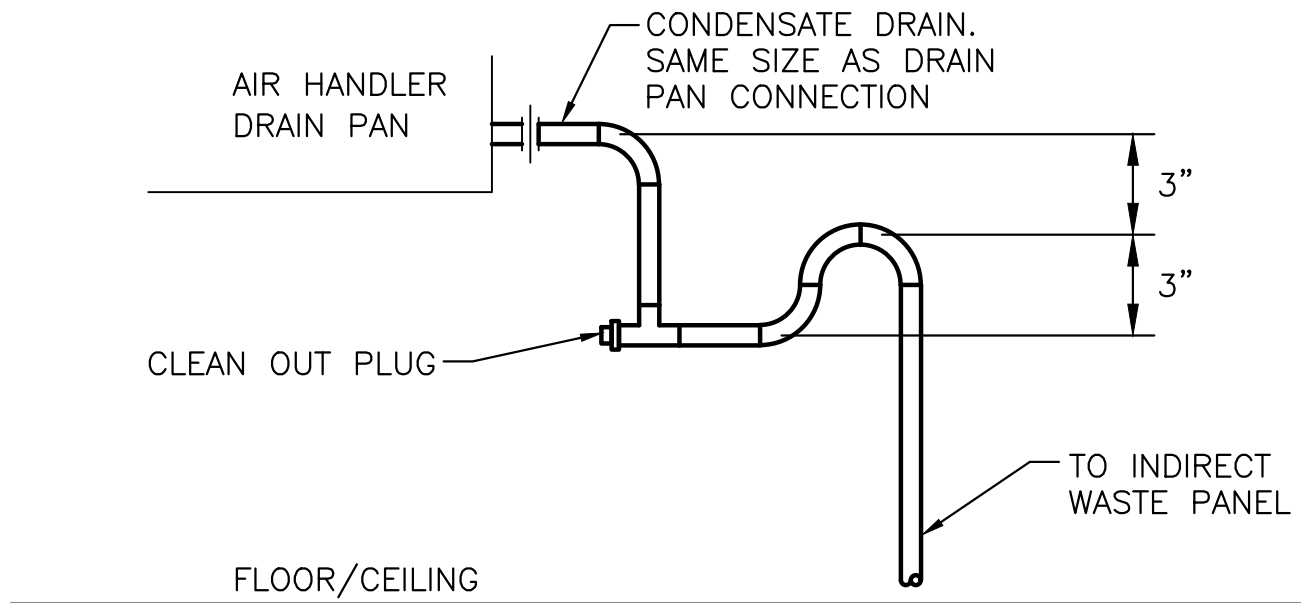 CONDENSATE DRAIN.
SAME SIZE AS DRAIN
PAN CONNECTION
AIR HANDLER
DRAIN PAN
3”
3”
CLEAN OUT PLUG
TO INDIRECT
WASTE PANEL
FLOOR/CEILING